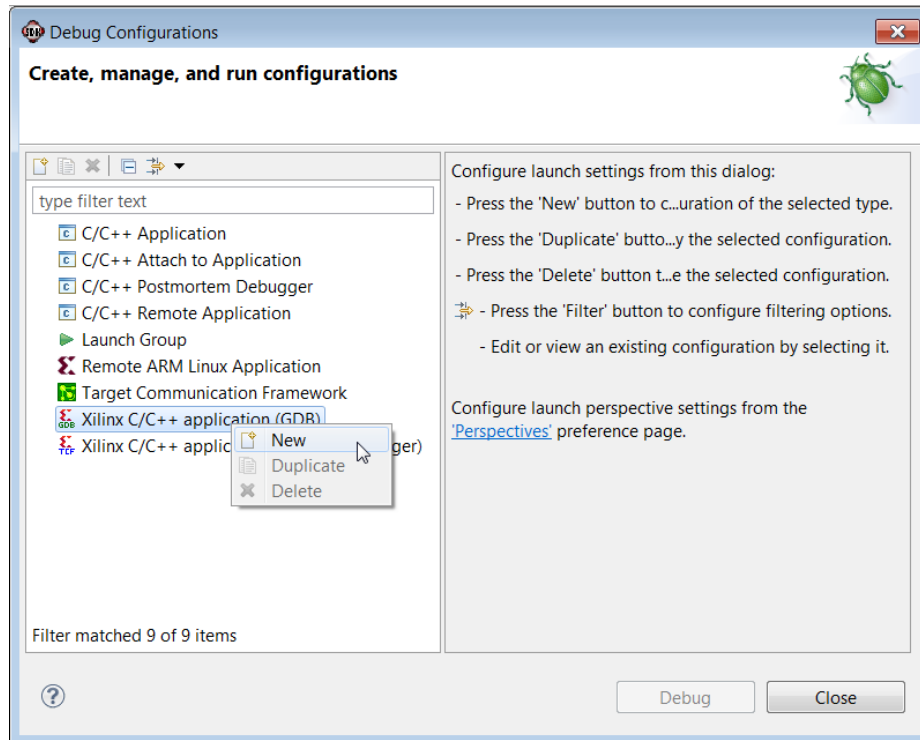 SDK Debug Configurations
Create, manage, and run configurations
type filter text
C/C++ Application
C/C++ Attach to Application
C/C++ Postmortem Debugger
C/C++ Remote Application
Launch Group
Remote ARM Linux Application
Target Communication Framework
GDB Xilinx C/C++ application (GDB)
TCF Xilinx C/C++ applic ger)
New
Duplicate
Delete
Filter matched 9 of 9 items
Configure launch settings from this dialog:
- Press the 'New' button to c...uration of the selected type.
- Press the 'Duplicate' butto...y the selected configuration.
- Press the 'Delete' button t...e the selected configuration.
- Press the 'Filter' button to configure filtering options.
- Edit or view an existing configuration by selecting it.
Configure launch perspective settings from the
'Perspectives' preference page.
?
Debug
Close